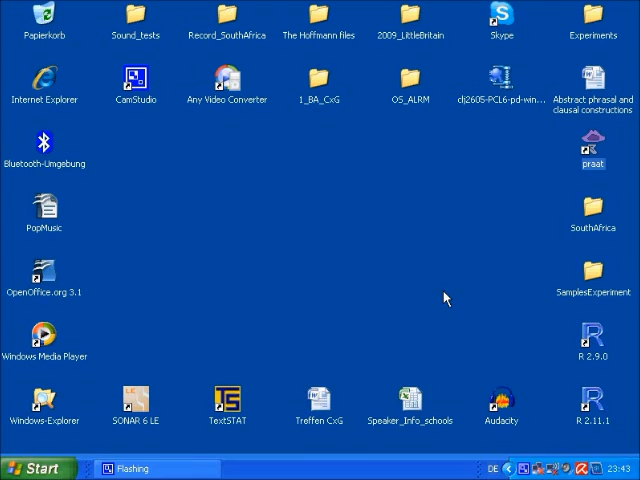 Papierkorb
Sound_tests
Record_SouthAfrica
The Hoffmann files
2009_LittleBritain
Skype
Experiments
Internet Explorer
CamStudio
Any Video Converter
1_BA_CxG
OS_ALRM
clj2605-PCL6-pd-win...
Abstract phrasal and
clausal constructions
Bluetooth-Umgebung
praat
PopMusic
SouthAfrica
OpenOffice.org 3.1
SamplesExperiment
Windows Media Player
R 2.9.0
LE
TS
Windows-Explorer
SONAR 6 LE
TextSTAT
Treffen CxG
Speaker_Info_schools
Audacity
R 2.11.1
Start
Flashing
DE
23:43